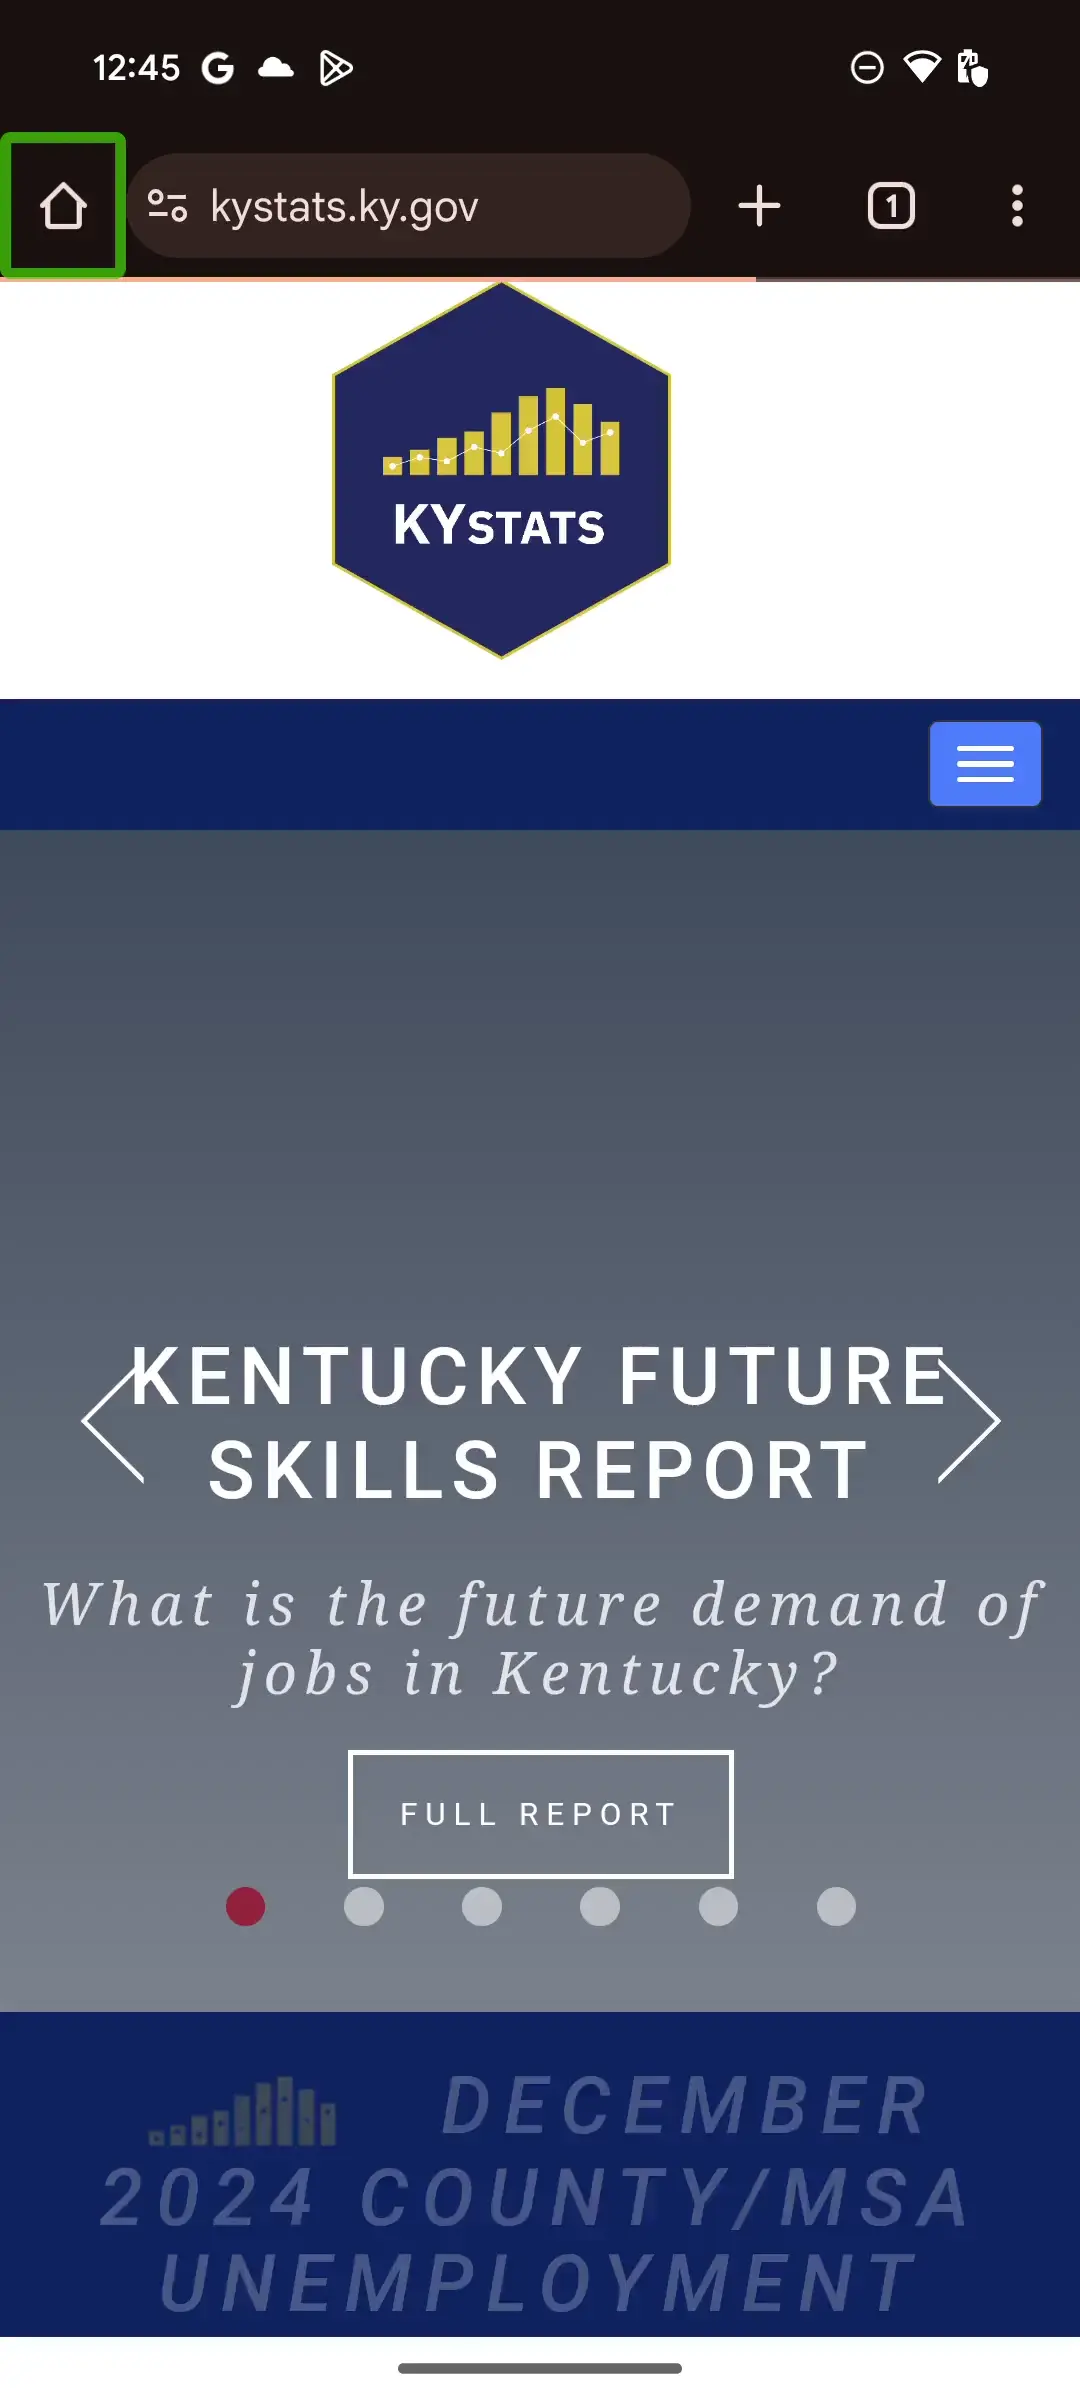 12:45
kystats.ky.gov
1
KYSTATS
KENTUCKY FUTURE
SKILLS REPORT
What is the future demand of
jobs in Kentucky?
FULL REPORT
DECEMBER
2024 COUNTY/MSA
UNEMPLOYMENT